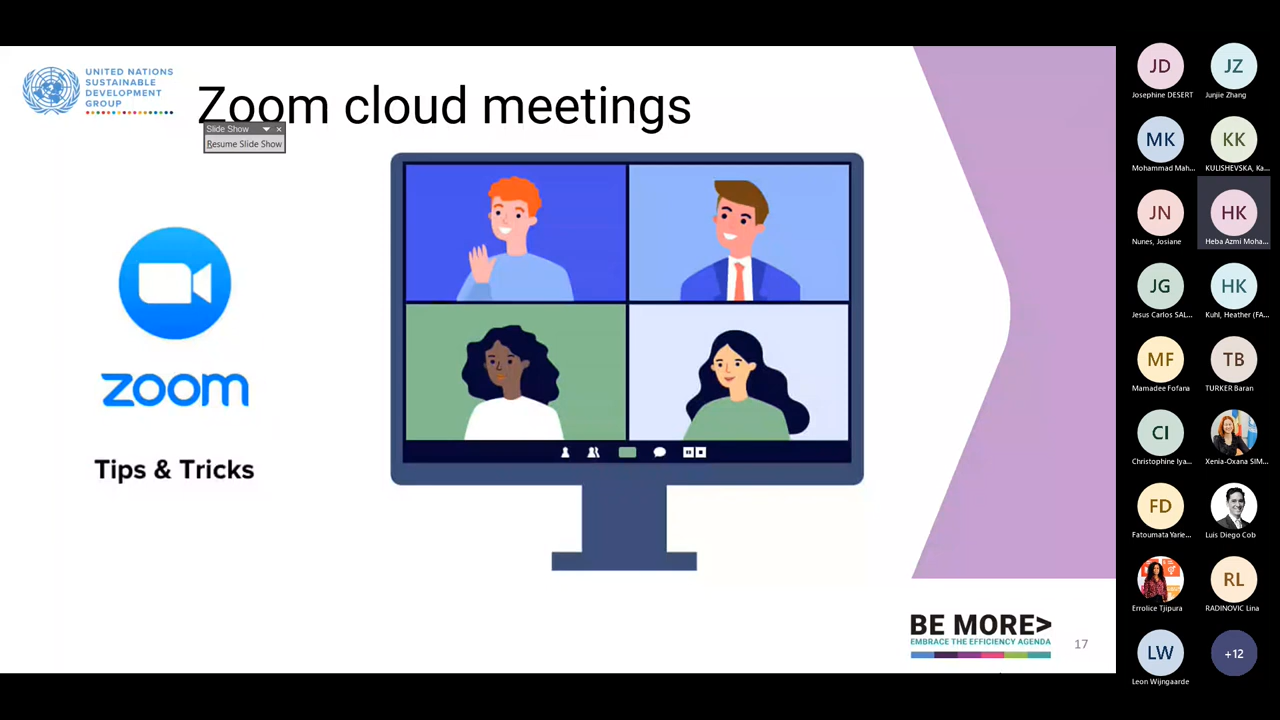 UNITED NATIONS
SUSTAINABLE
DEVELOPMENT
GROUP
Zoom cloud meetings
Slide Show
Resume Slide Show
zoom
Tips & Tricks
BE MORE>
EMBRACE THE EFFICIENCY AGENDA
17
JD
Josephine DESERT
JZ
Junjie Zhang
MK
Mohammad Mah...
KK
KULISHEVSKA, Ka...
JN
Nunes, Josiane
HK
Heba Azmi Moha...
JG
Jesus Carlos SAL...
HK
Kuhl, Heather (FA...
MF
Mamadee Fofana
TB
TURKER Baran
CI
Christophine Iya...
Xenia-Oxana SIM...
FD
Fatoumata Yarie...
Luis Diego Cob
Errolice Tjipura
RL
RADINOVIC Lina
LW
Leon Wijngaarde
+12